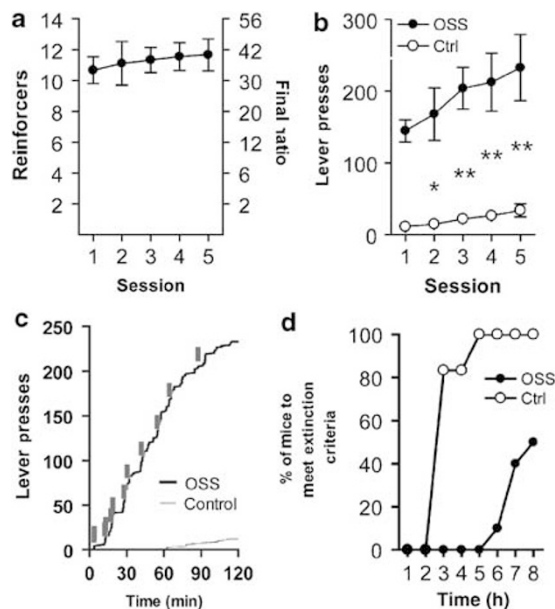 a
Reinforcers
14
12
10
8
6
4
2
56
42
30
20
12
6
2
Final ratio
1 2 3 4 5
Session
b
OSS
Ctrl
Lever presses
300
200
100
0
*
**
**
**
1 2 3 4 5
Session
c
Lever presses
250
200
150
100
50
0
OSS
Control
0 30 60 90 120
Time (min)
d
% of mice to
meet extinction
criteria
100
80
60
40
20
0
OSS
Ctrl
1 2 3 4 5 6 7 8
Time (h)